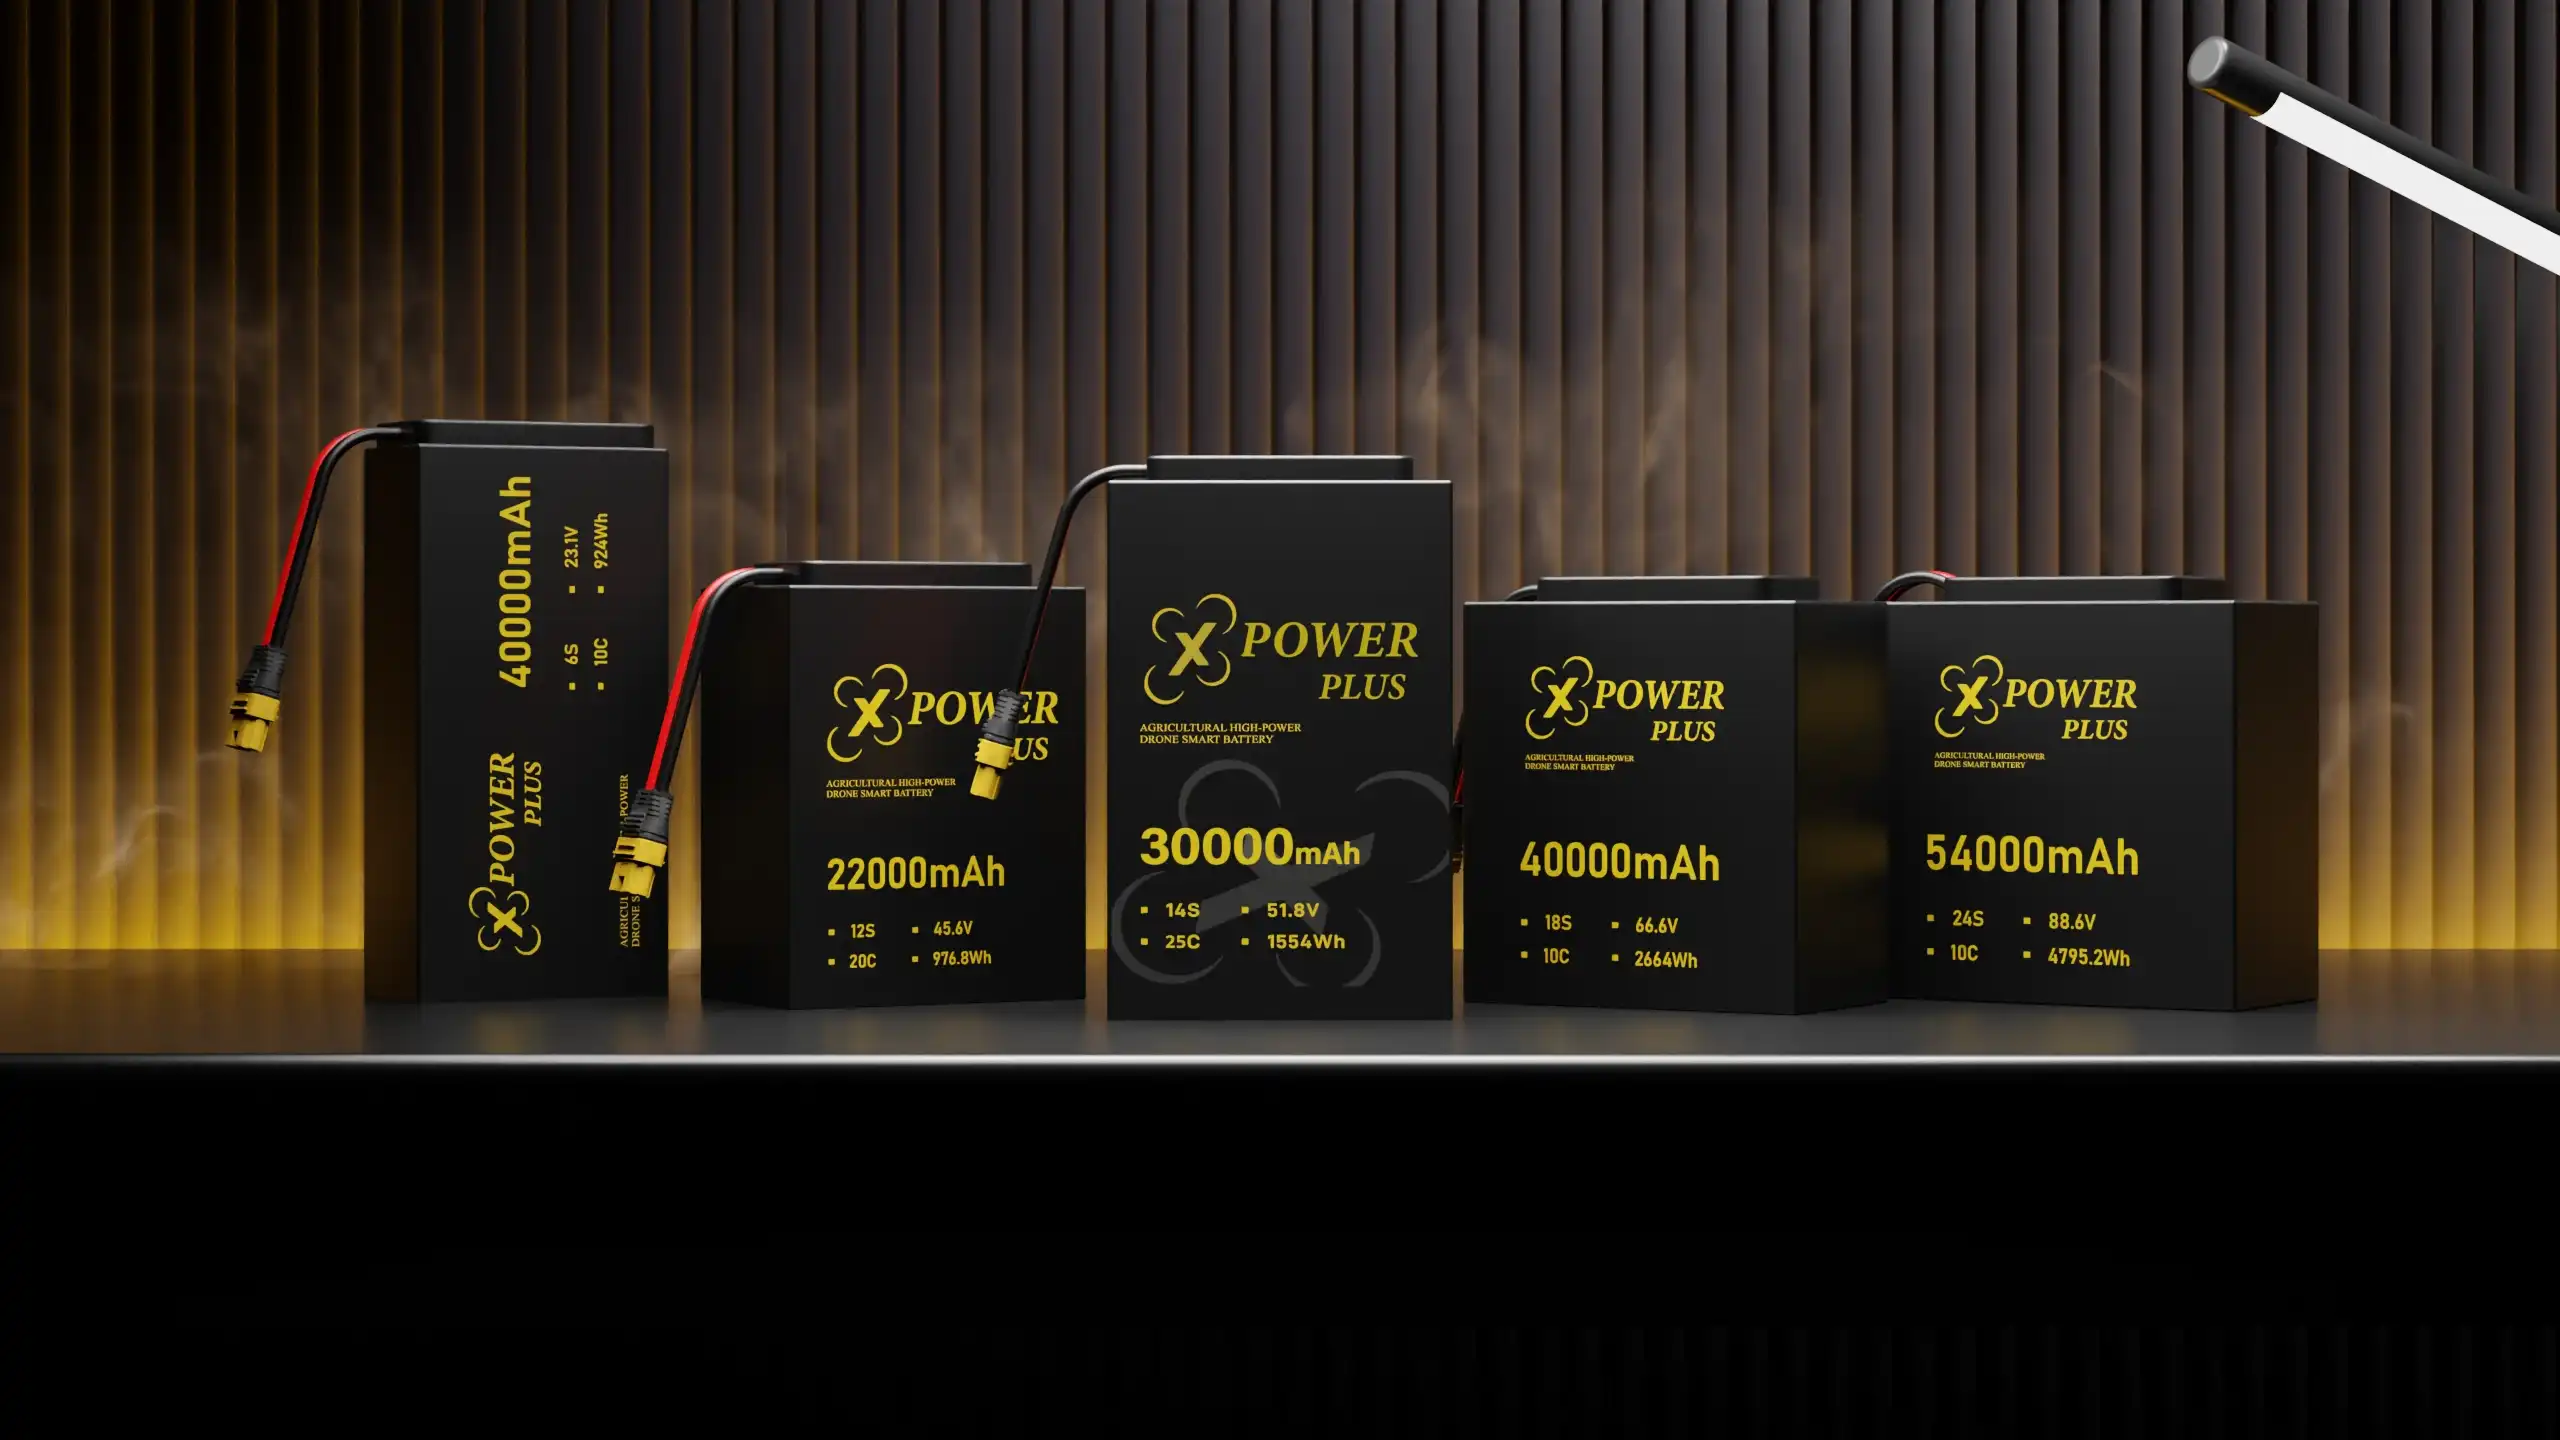 40000mAh
6S
23.1V
10C
924Wh
X POWER
PLUS
AGRICUL
POWER
DRONE S
X POWER
PLUS
AGRICULTURAL HIGH-POWER
DRONE SMART BATTERY
22000mAh
12S
45.6V
20C
976.8Wh
X POWER
PLUS
AGRICULTURAL HIGH-POWER
DRONE SMART BATTERY
30000mAh
14S
51.8V
25C
1554Wh
X POWER
PLUS
AGRICULTURAL HIGH-POWER
DRONE SMART BATTERY
40000mAh
18S
66.6V
10C
2664Wh
X POWER
PLUS
AGRICULTURAL HIGH-POWER
DRONE SMART BATTERY
54000mAh
24S
88.6V
10C
4795.2Wh